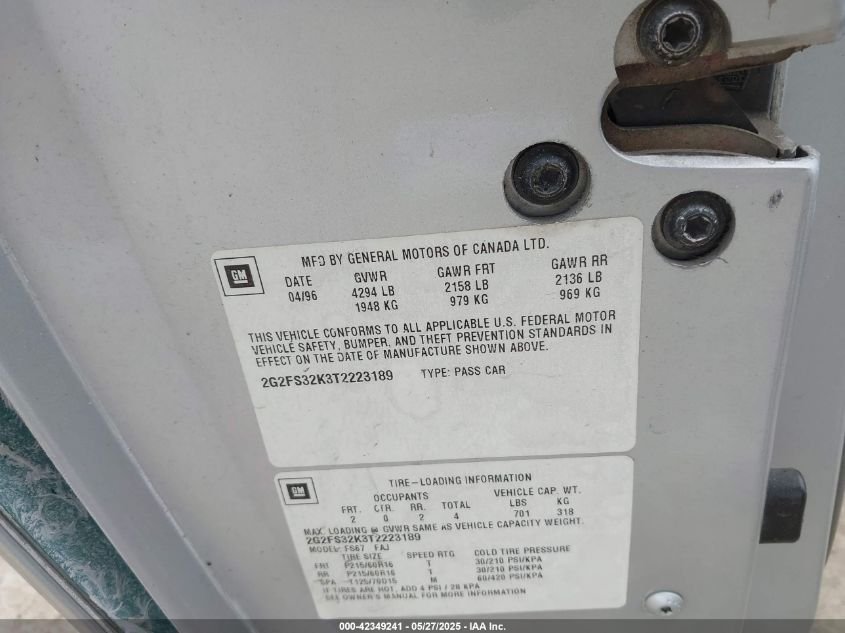 GM
MFD BY GENERAL MOTORS OF CANADA LTD.
DATE GVWR GAWR FRT GAWR RR
04/96 4294 LB 2158 LB 2136 LB
1948 KG 979 KG 969 KG
THIS VEHICLE CONFORMS TO ALL APPLICABLE U.S. FEDERAL MOTOR
VEHICLE SAFETY, BUMPER, AND THEFT PREVENTION STANDARDS IN
EFFECT ON THE DATE OF MANUFACTURE SHOWN ABOVE.
2G2FS32K3T2223189 TYPE: PASS CAR
GM
TIRE-LOADING INFORMATION
OCCUPANTS VEHICLE CAP. WT.
FRT. CTR. RR. TOTAL LBS KG
2 0 2 4 701 318
MAX. LOADING @ GVWR SAME AS VEHICLE CAPACITY WEIGHT.
2G2FS32K3T2223189
MODEL: FS67 FAJ
TIRE SIZE SPEED RTG COLD TIRE PRESSURE
FRT P215/60R16 T 30/210 PSI/KPA
RR P215/60R16 T 30/210 PSI/KPA
SPA T125/70D15 M 60/420 PSI/KPA
IF TIRES ARE HOT, ADD 4 PSI / 28 KPA
SEE OWNER'S MANUAL FOR MORE INFORMATION
000-42349241 - 05/27/2025 - IAA Inc.